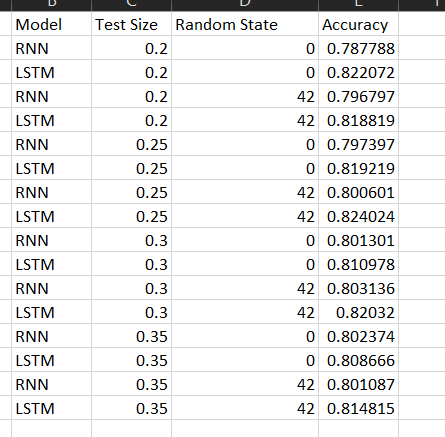 Model Test Size Random State Accuracy
RNN 0.2 0 0.787788
LSTM 0.2 0 0.822072
RNN 0.2 42 0.796797
LSTM 0.2 42 0.818819
RNN 0.25 0 0.797397
LSTM 0.25 0 0.819219
RNN 0.25 42 0.800601
LSTM 0.25 42 0.824024
RNN 0.3 0 0.801301
LSTM 0.3 0 0.810978
RNN 0.3 42 0.803136
LSTM 0.3 42 0.82032
RNN 0.35 0 0.802374
LSTM 0.35 0 0.808666
RNN 0.35 42 0.801087
LSTM 0.35 42 0.814815